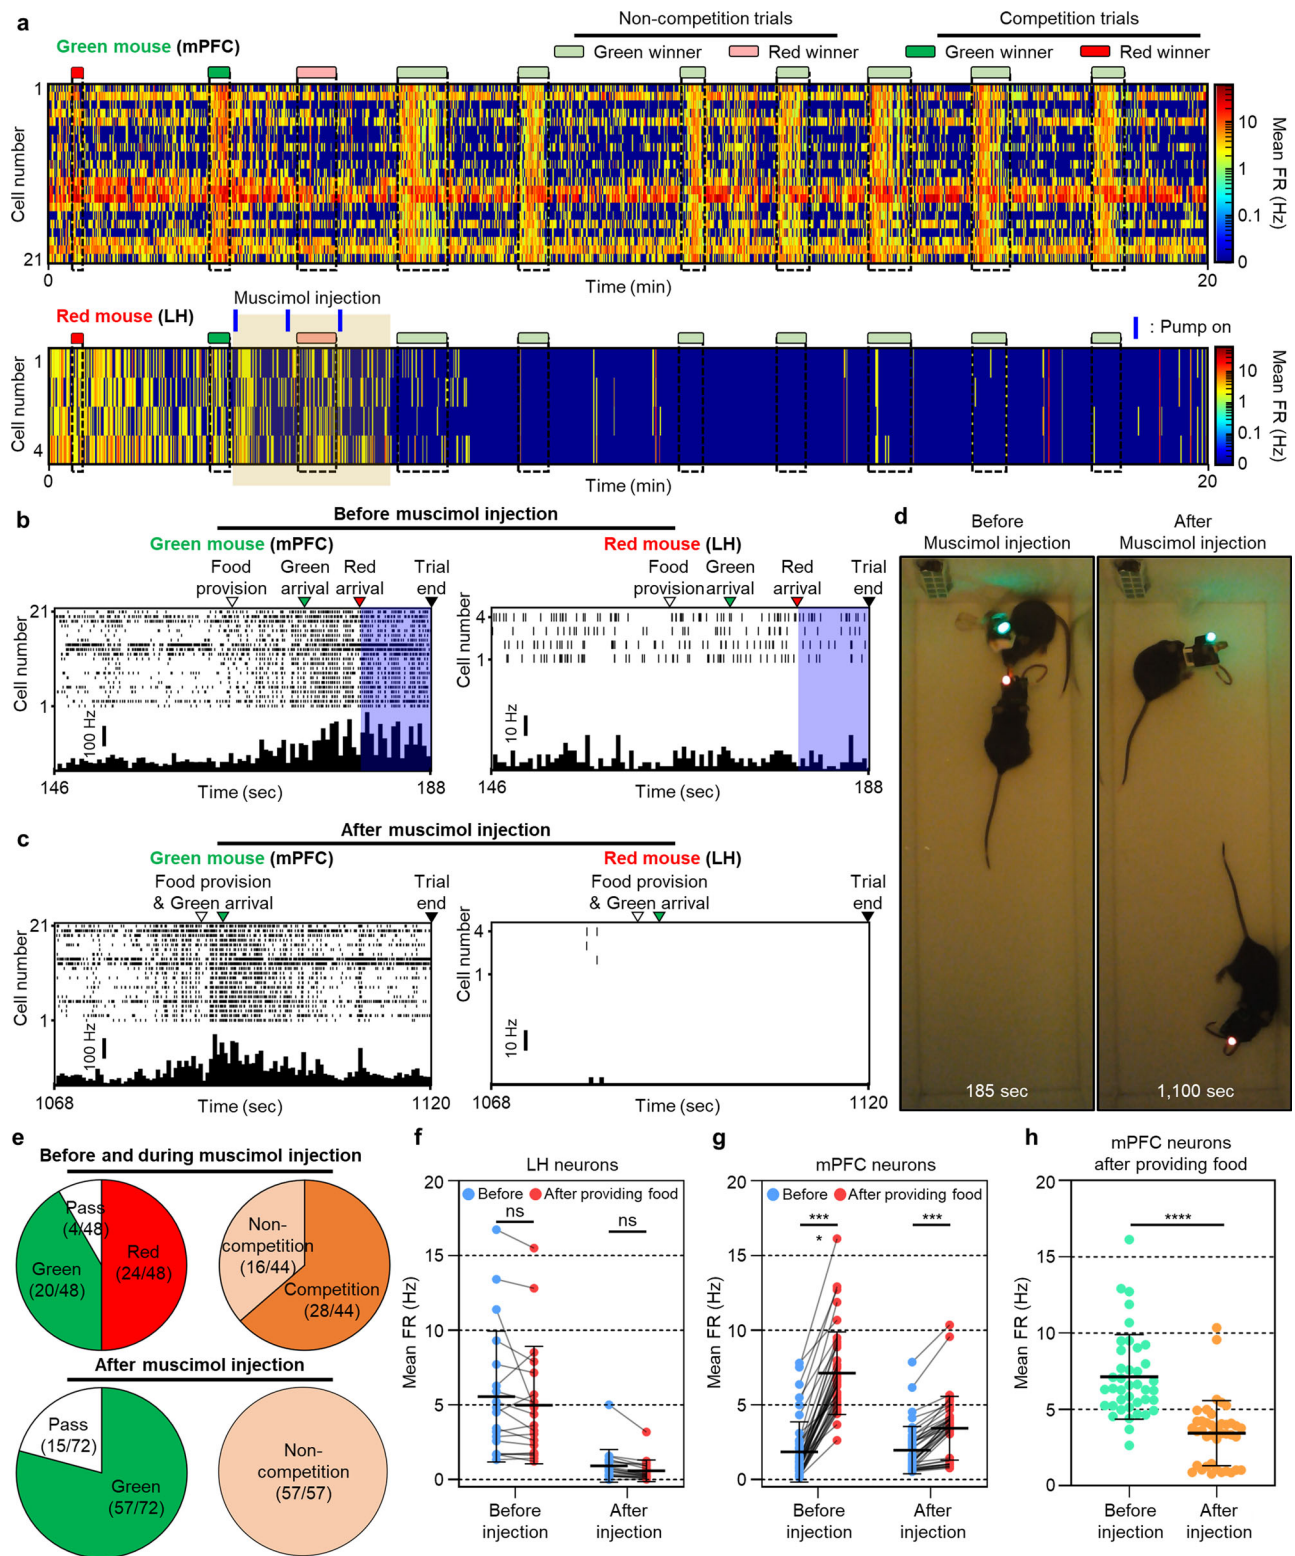 a
Non-competition trials
Competition trials
Green mouse (mPFC)
Green winner
Red winner
Green winner
Red winner
1
21
Cell number
0
Time (min)
20
10
1
0.1
0
Mean FR (Hz)
Muscimol injection
Red mouse (LH)
: Pump on
1
4
Cell number
0
Time (min)
20
10
1
0.1
0
Mean FR (Hz)
b
Before muscimol injection
Green mouse (mPFC)
Food provision
Green arrival
Red arrival
Trial end
21
1
Cell number
100 Hz
146
Time (sec)
188
Red mouse (LH)
Food provision
Green arrival
Red arrival
Trial end
4
1
Cell number
10 Hz
146
Time (sec)
188
c
After muscimol injection
Green mouse (mPFC)
Food provision
& Green arrival
Trial end
21
1
Cell number
100 Hz
1068
Time (sec)
1120
Red mouse (LH)
Food provision
& Green arrival
Trial end
4
1
Cell number
10 Hz
1068
Time (sec)
1120
d
Before
Muscimol injection
After
Muscimol injection
185 sec
1,100 sec
e
Before and during muscimol injection
Pass
(4/48)
Green
(20/48)
Red
(24/48)
Non-
competition
(16/44)
Competition
(28/44)
After muscimol injection
Pass
(15/72)
Green
(57/72)
Non-
competition
(57/57)
f
LH neurons
Before
After providing food
ns
ns
20
15
10
5
0
Mean FR (Hz)
Before
injection
After
injection
g
mPFC neurons
Before
After providing food
***
*
***
20
15
10
5
0
Mean FR (Hz)
Before
injection
After
injection
h
mPFC neurons
after providing food
****
20
15
10
5
0
Mean FR (Hz)
Before
injection
After
injection